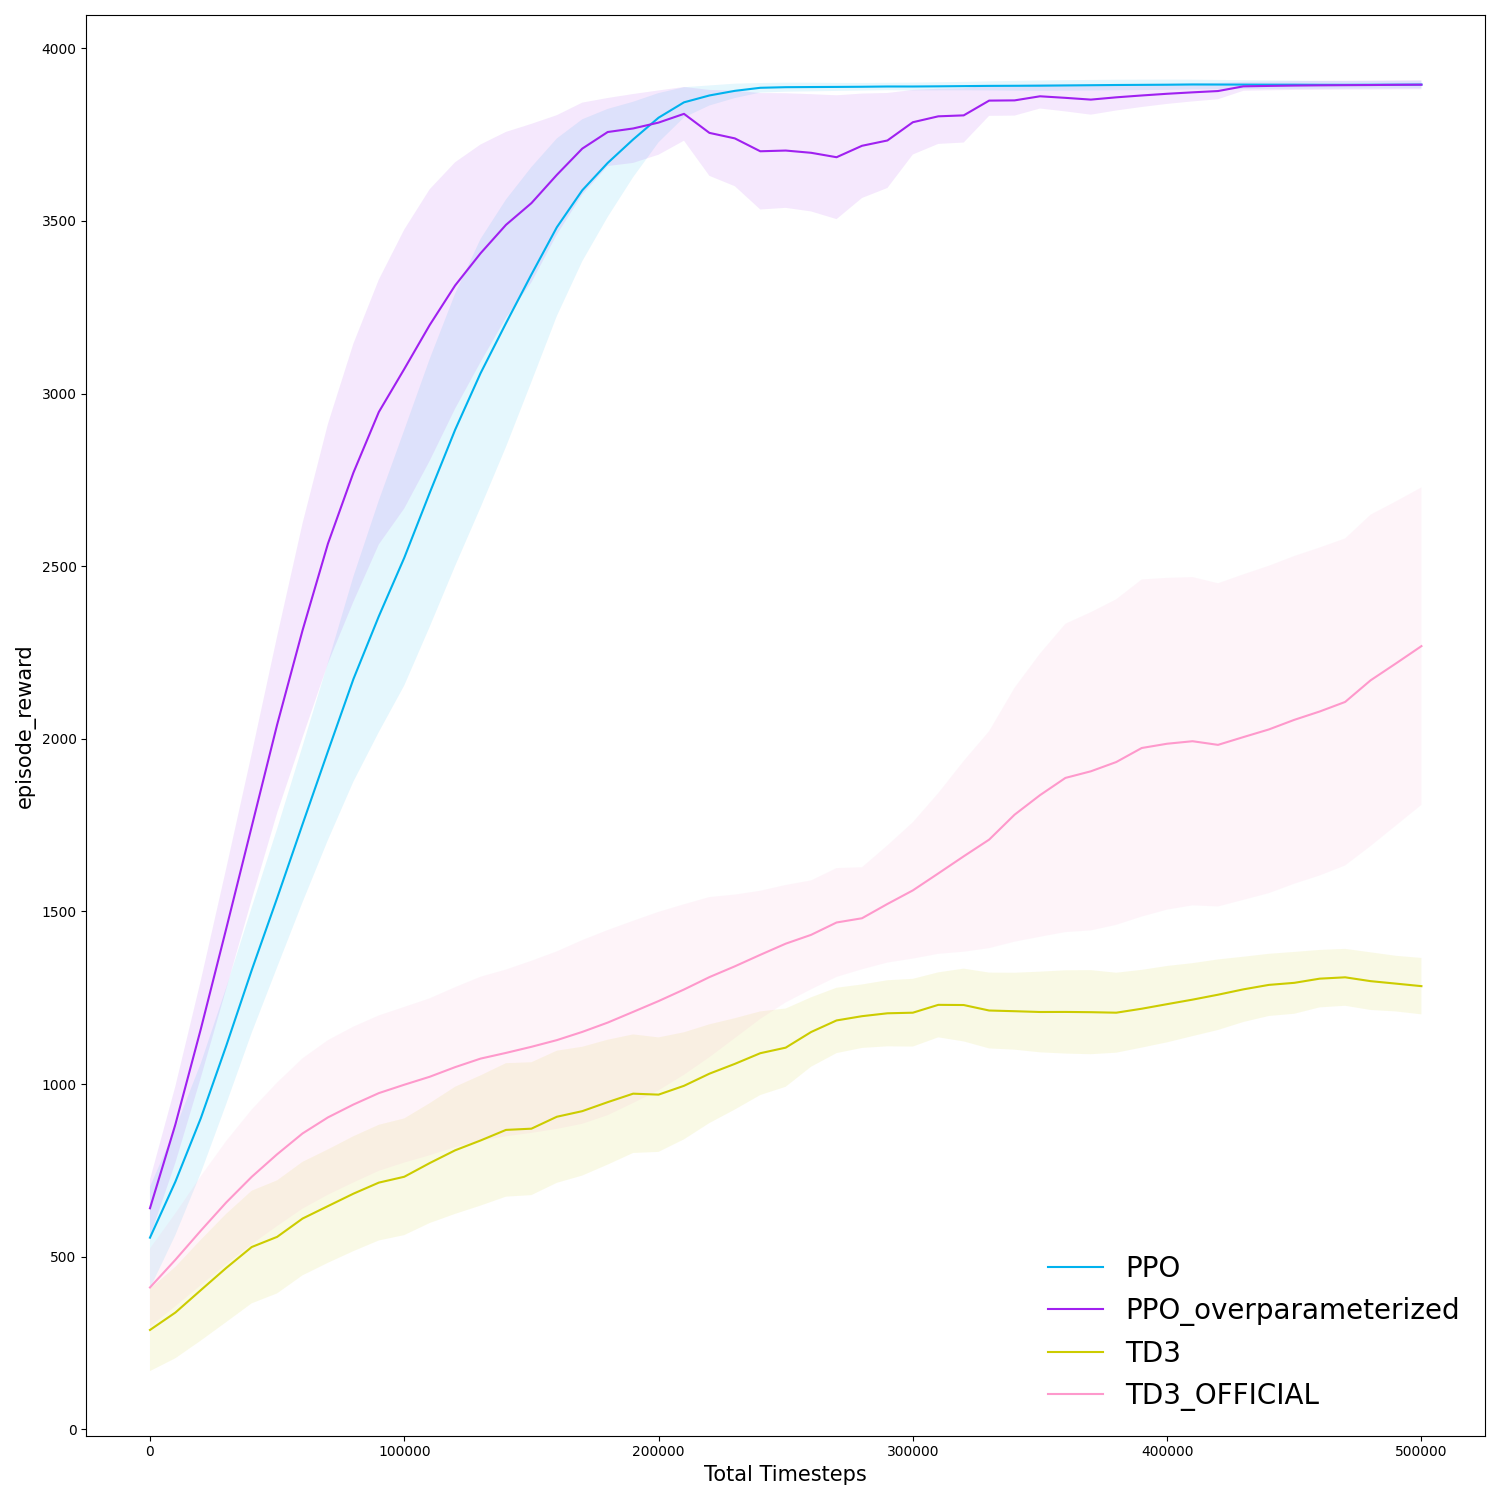 4000
3500
3000
2500
2000
1500
1000
500
0
episode_reward
0 100000 200000 300000 400000 500000
Total Timesteps
PPO
PPO_overparameterized
TD3
TD3_OFFICIAL